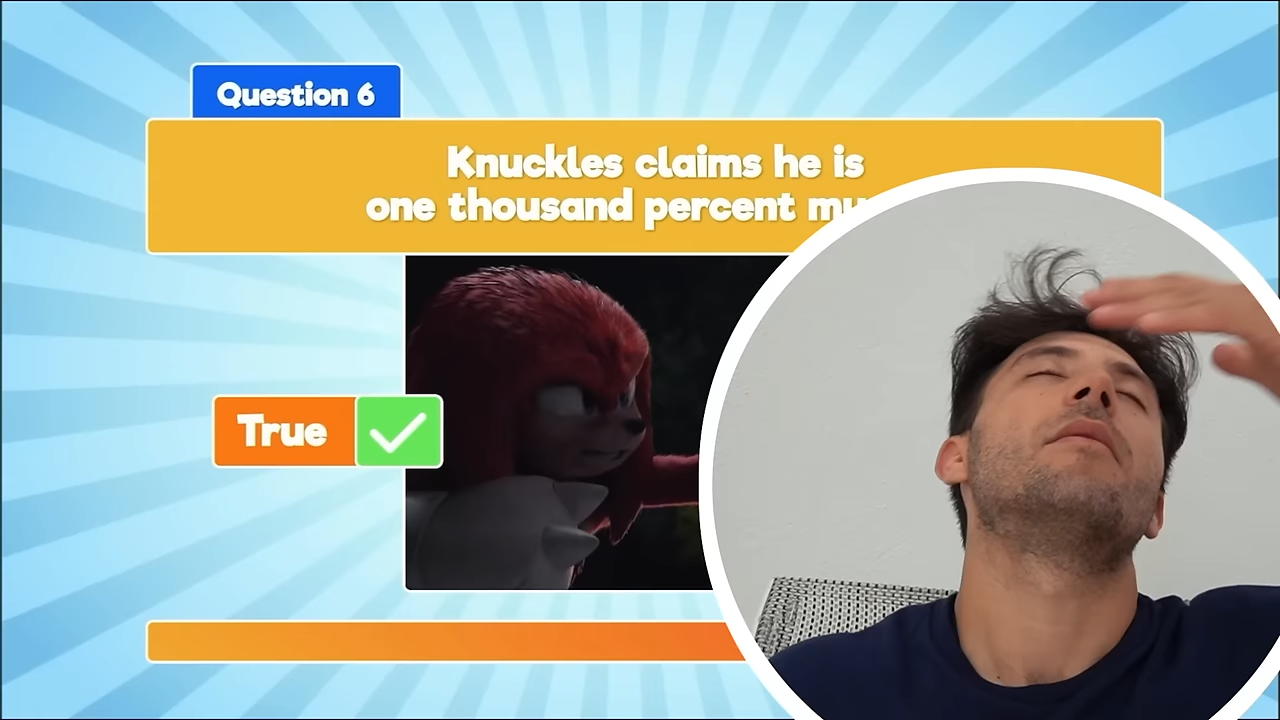 Question 6
Knuckles claims he is
one thousand percent
True